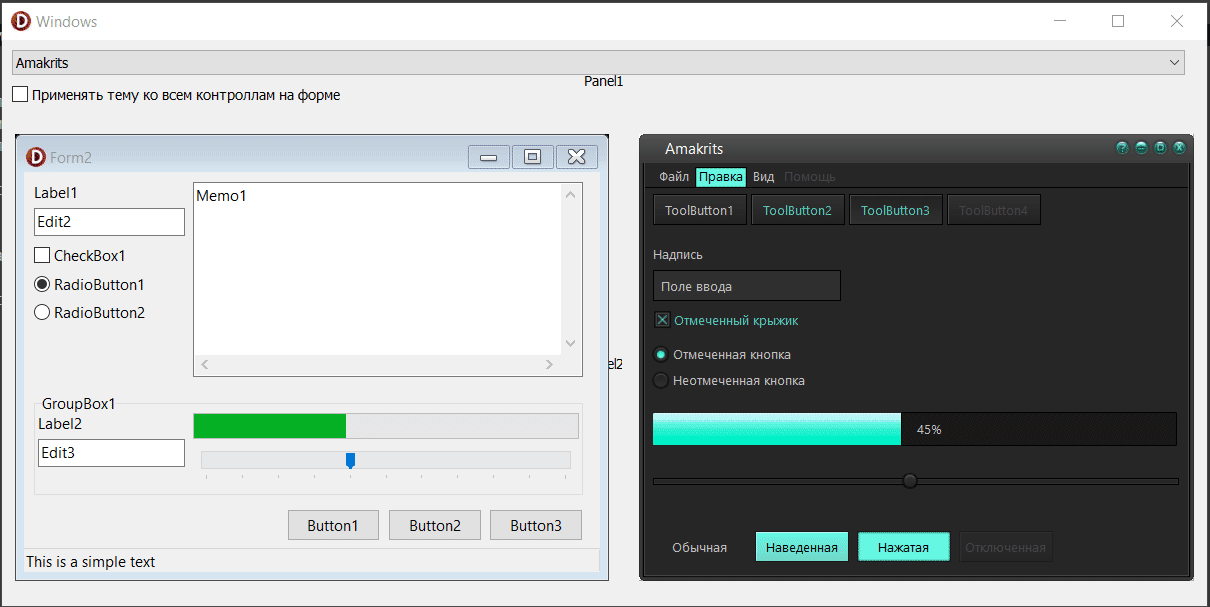 Windows
Amakrits
Panel1
Применять тему ко всем контроллам на форме
Form2
Label1
Edit2
CheckBox1
RadioButton1
RadioButton2
Memo1
GroupBox1
Label2
Edit3
Button1 Button2 Button3
This is a simple text
el2
Amakrits
Файл Правка Вид Помощь
ToolButton1 ToolButton2 ToolButton3 ToolButton4
Надпись
Поле ввода
Отмеченный крыжик
Отмеченная кнопка
Неотмеченная кнопка
45%
Обычная Наведенная Нажатая Отключенная